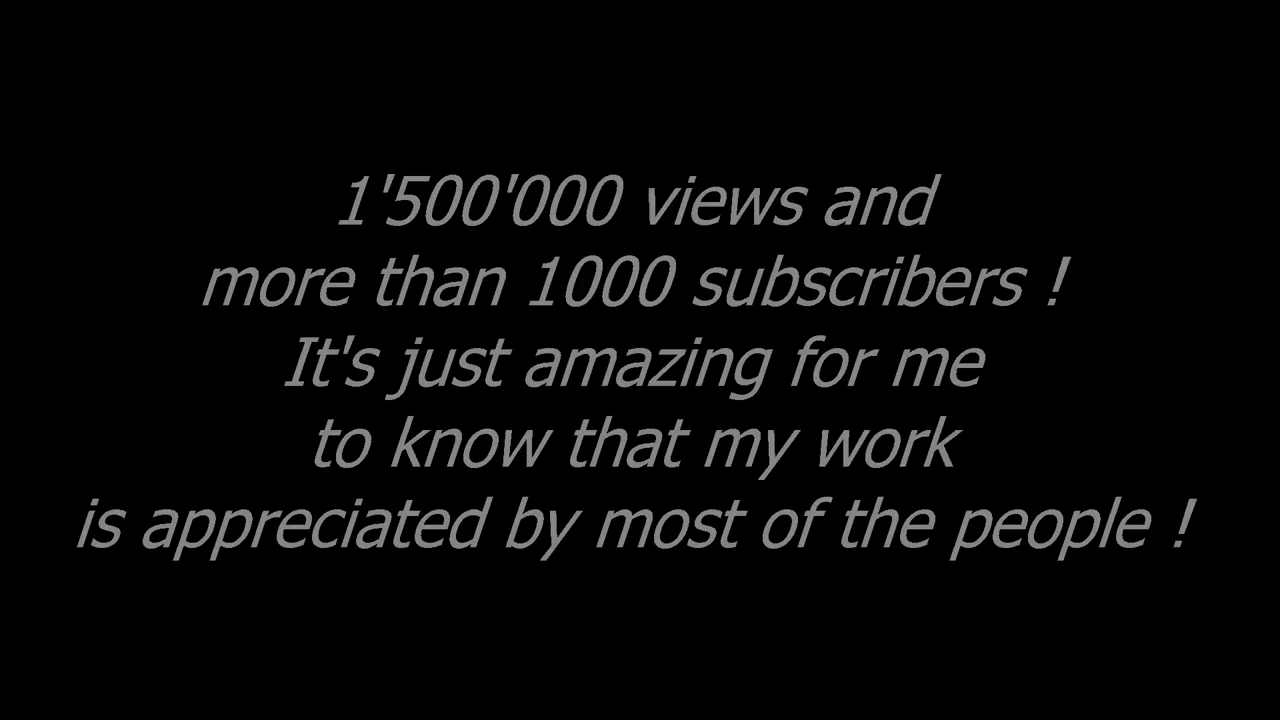 1'500'000 views and
more than 1000 subscribers !
It's just amazing for me
to know that my work
is appreciated by most of the people !